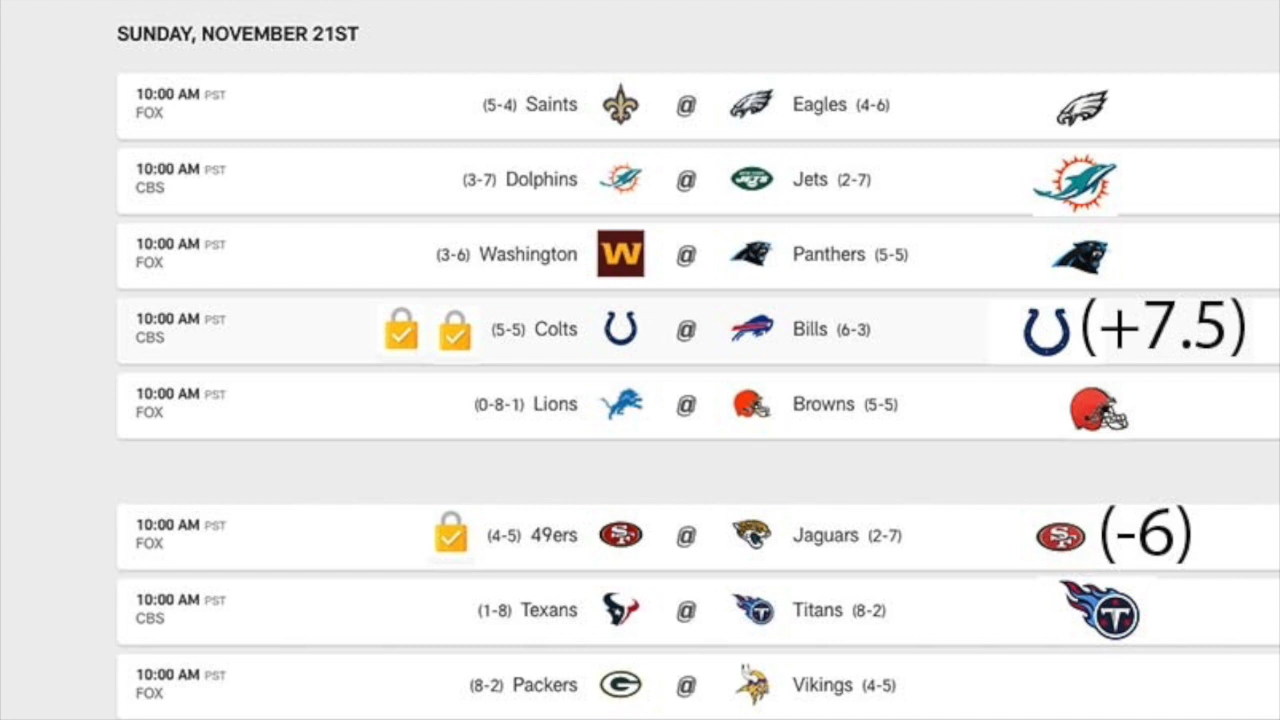 SUNDAY, NOVEMBER 21ST
10:00 AM PST
FOX
(5-4) Saints @ Eagles (4-6)
10:00 AM PST
CBS
(3-7) Dolphins @ Jets (2-7)
JETS
10:00 AM PST
FOX
(3-6) Washington W @ Panthers (5-5)
10:00 AM PST
CBS
(5-5) Colts @ Bills (6-3) (+7.5)
10:00 AM PST
FOX
(0-8-1) Lions @ Browns (5-5)
10:00 AM PST
FOX
(4-5) 49ers SF @ Jaguars (2-7) SF (-6)
10:00 AM PST
CBS
(1-8) Texans @ T Titans (8-2) T
10:00 AM PST
FOX
(8-2) Packers G @ Vikings (4-5)